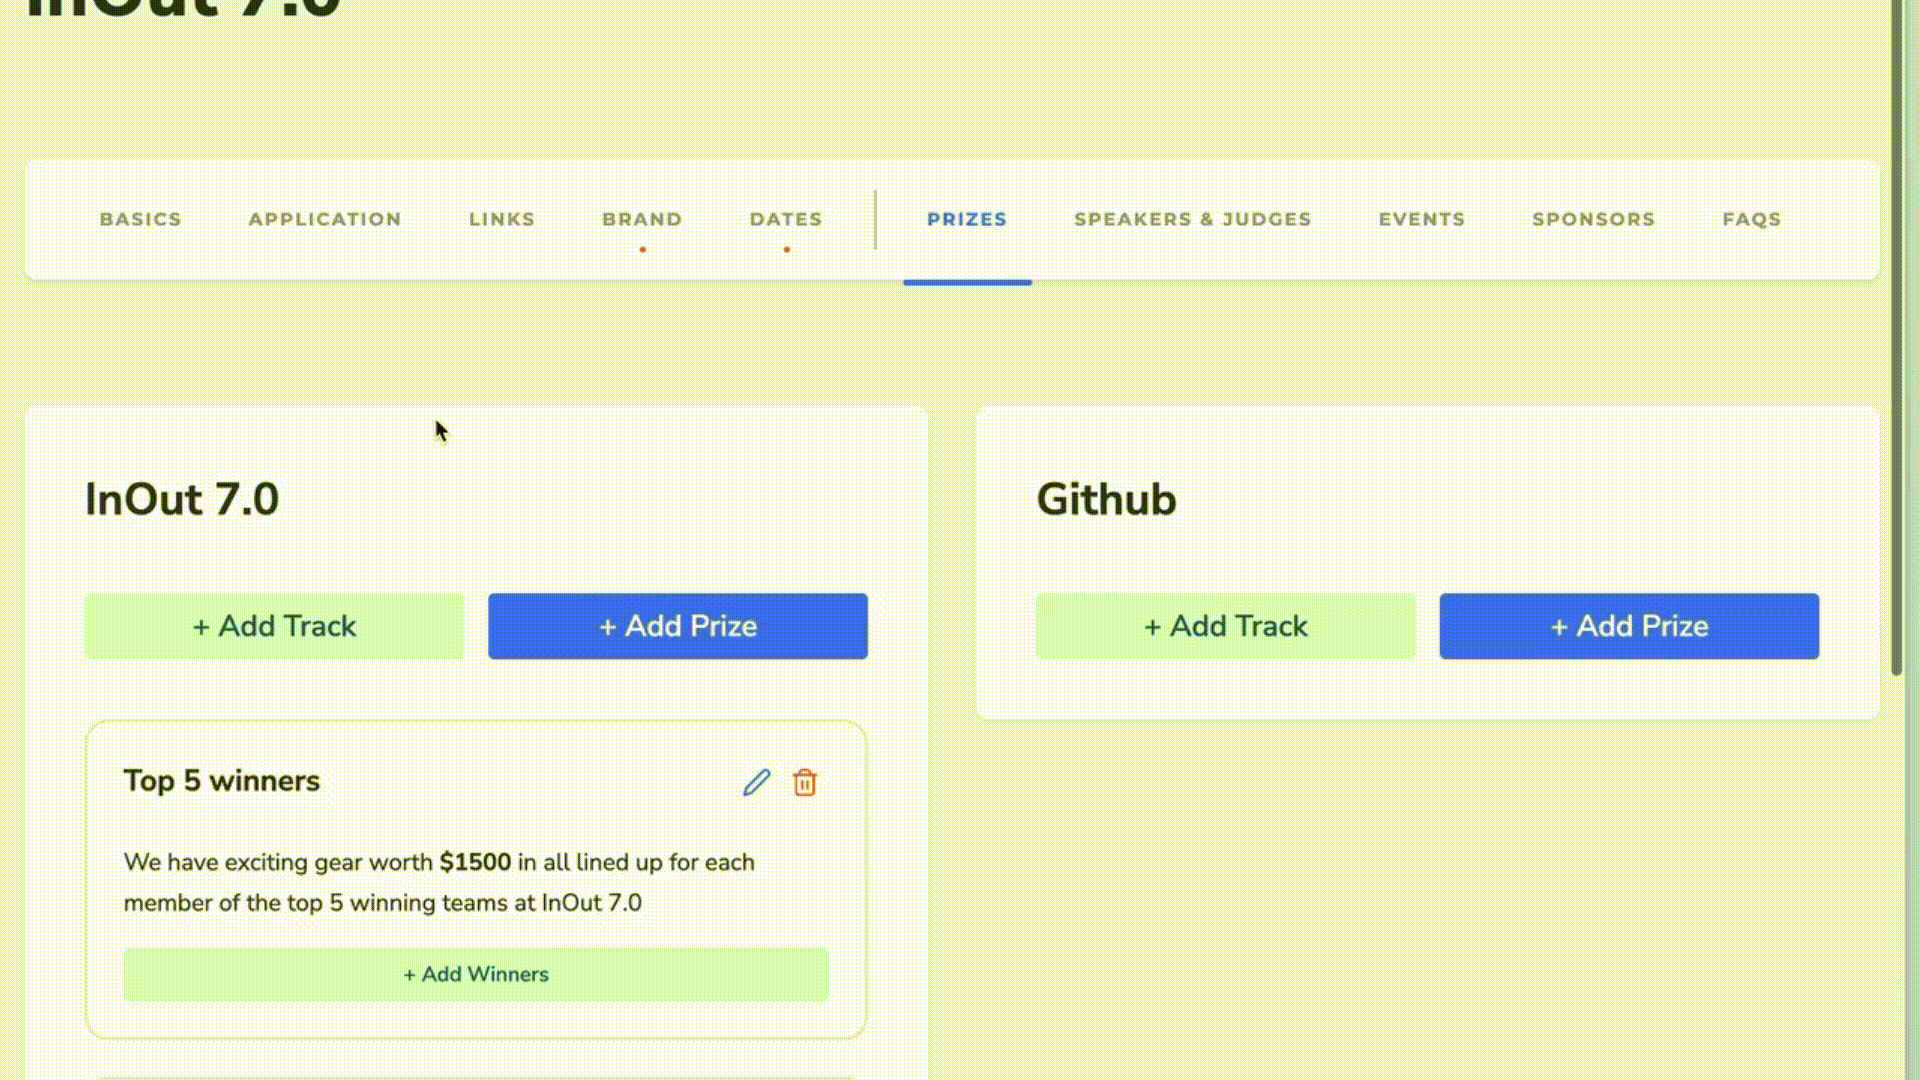 InOut 7.0
BASICS APPLICATION LINKS BRAND DATES PRIZES SPEAKERS & JUDGES EVENTS SPONSORS FAQS
InOut 7.0
+ Add Track + Add Prize
Top 5 winners
We have exciting gear worth $1500 in all lined up for each
member of the top 5 winning teams at InOut 7.0
+ Add Winners
Github
+ Add Track + Add Prize